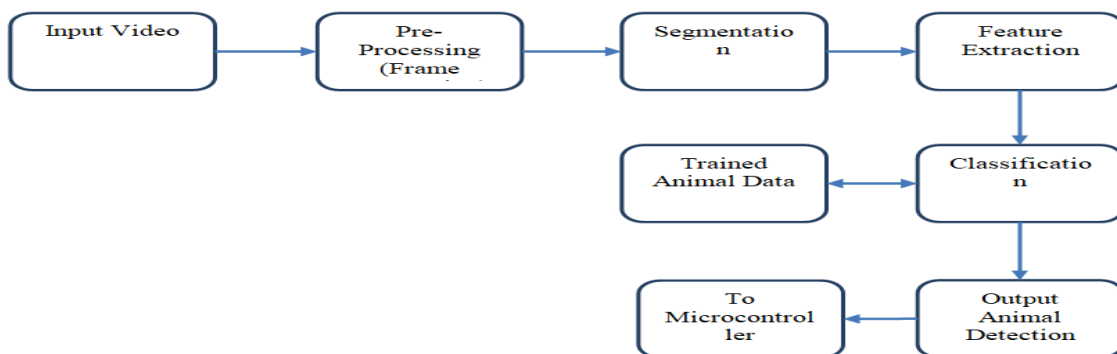 Input Video
Pre-
Processing
(Frame
Segmentatio
n
Feature
Extraction
Trained
Animal Data
Classificatio
n
To
Microcontrol
ler
Output
Animal
Detection